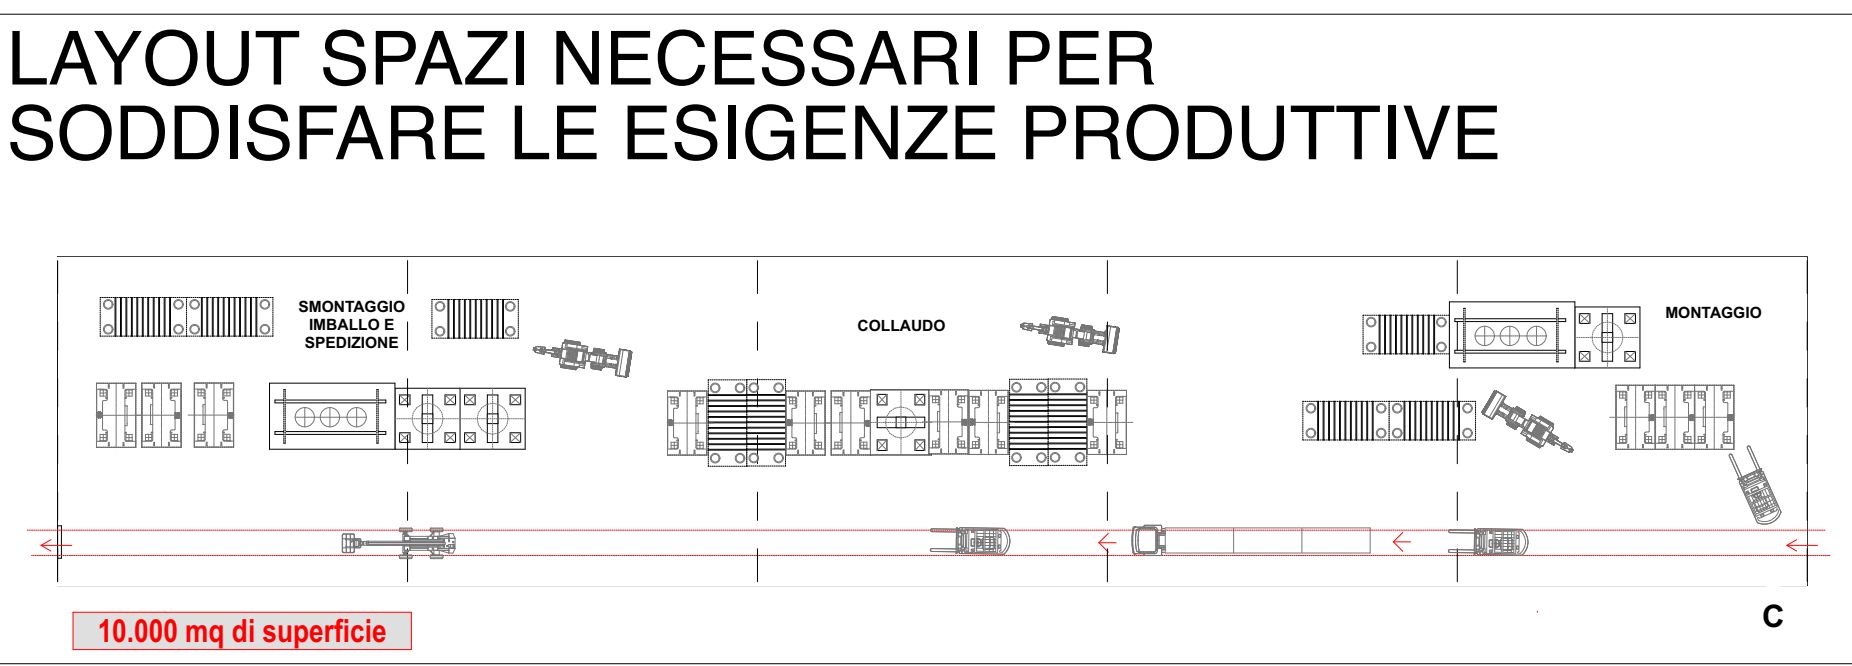 LAYOUT SPAZI NECESSARI PER
SODDISFARE LE ESIGENZE PRODUTTIVE
SMONTAGGIO
IMBALLO E
SPEDIZIONE
COLLAUDO
MONTAGGIO
10.000 mq di superficie
C